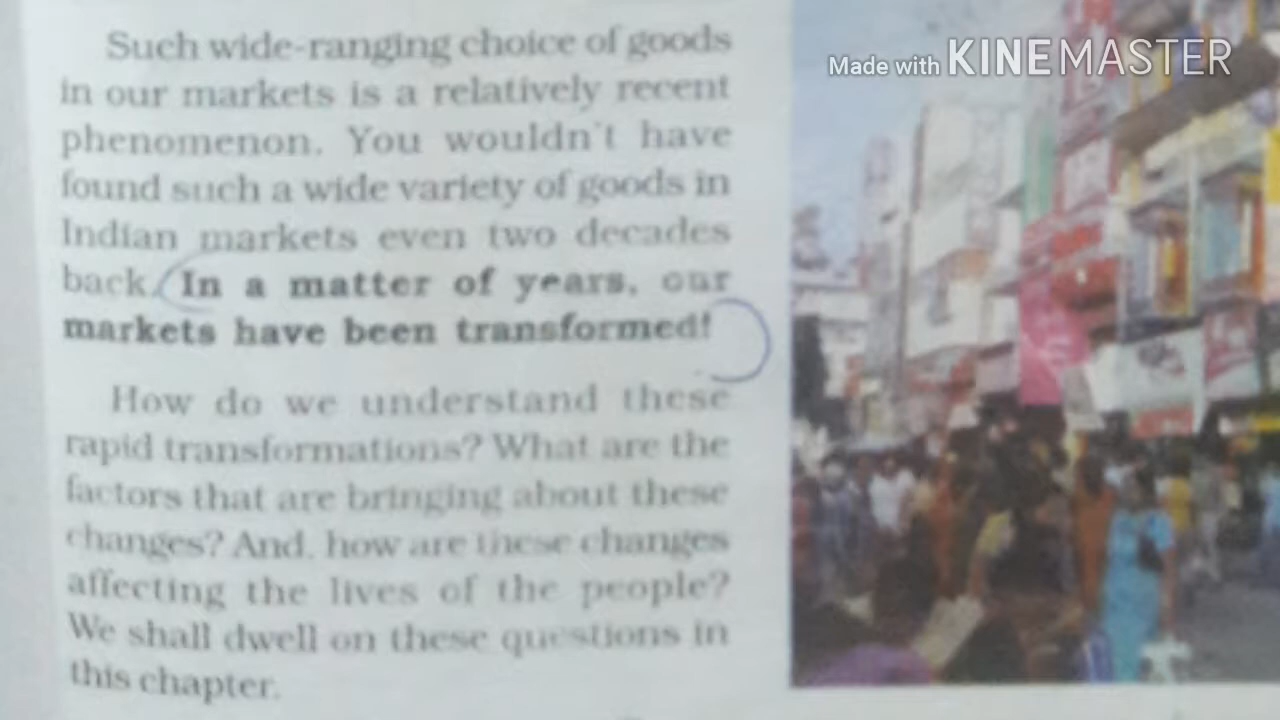 Such wide-ranging choice of goods
in our markets is a relatively recent
phenomenon. You wouldn't have
found such a wide variety of goods in
Indian markets even two decades
back. In a matter of years, our
markets have been transformed!
How do we understand these
rapid transformations? What are the
factors that are bringing about these
changes? And, how are these changes
affecting the lives of the people?
We shall dwell on these questions in
this chapter.
Made with KINEMASTER